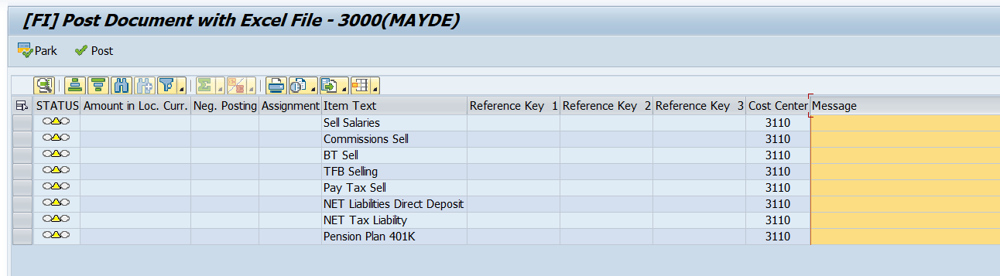 [FI] Post Document with Excel File - 3000(MAYDE)
Park Post
STATUS Amount in Loc. Curr. Neg. Posting Assignment Item Text Reference Key 1 Reference Key 2 Reference Key 3 Cost Center Message
Sell Salaries 3110
Commissions Sell 3110
BT Sell 3110
TFB Selling 3110
Pay Tax Sell 3110
NET Liabilities Direct Deposit 3110
NET Tax Liability 3110
Pension Plan 401K 3110